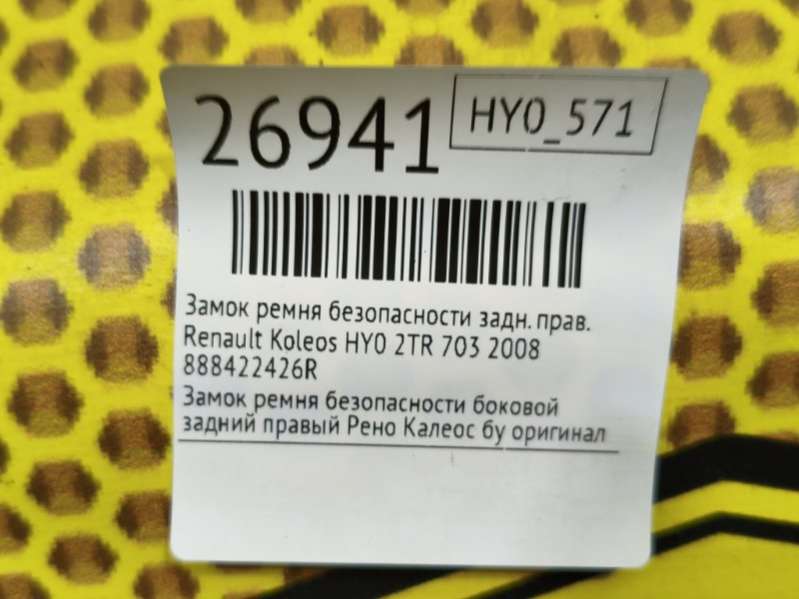 26941
HY0_571
Замок ремня безопасности задн. прав.
Renault Koleos HY0 2TR 703 2008
888422426R
Замок ремня безопасности боковой
задний правый Рено Калеос бу оригинал